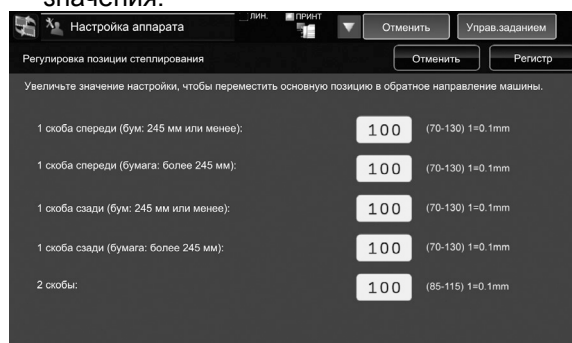 значения.
Настройка аппарата
ЛИН.
ПРИНТ
Отменить
Управ.заданием
Регулировка позиции степлирования
Отменить
Регистр
Увеличьте значение настройки, чтобы переместить основную позицию в обратное направление машины.
1 скоба спереди (бум: 245 мм или менее): 100 (70-130) 1=0.1mm
1 скоба спереди (бумага: более 245 мм): 100 (70-130) 1=0.1mm
1 скоба сзади (бум: 245 мм или менее): 100 (70-130) 1=0.1mm
1 скоба сзади (бумага: более 245 мм): 100 (70-130) 1=0.1mm
2 скобы: 100 (85-115) 1=0.1mm